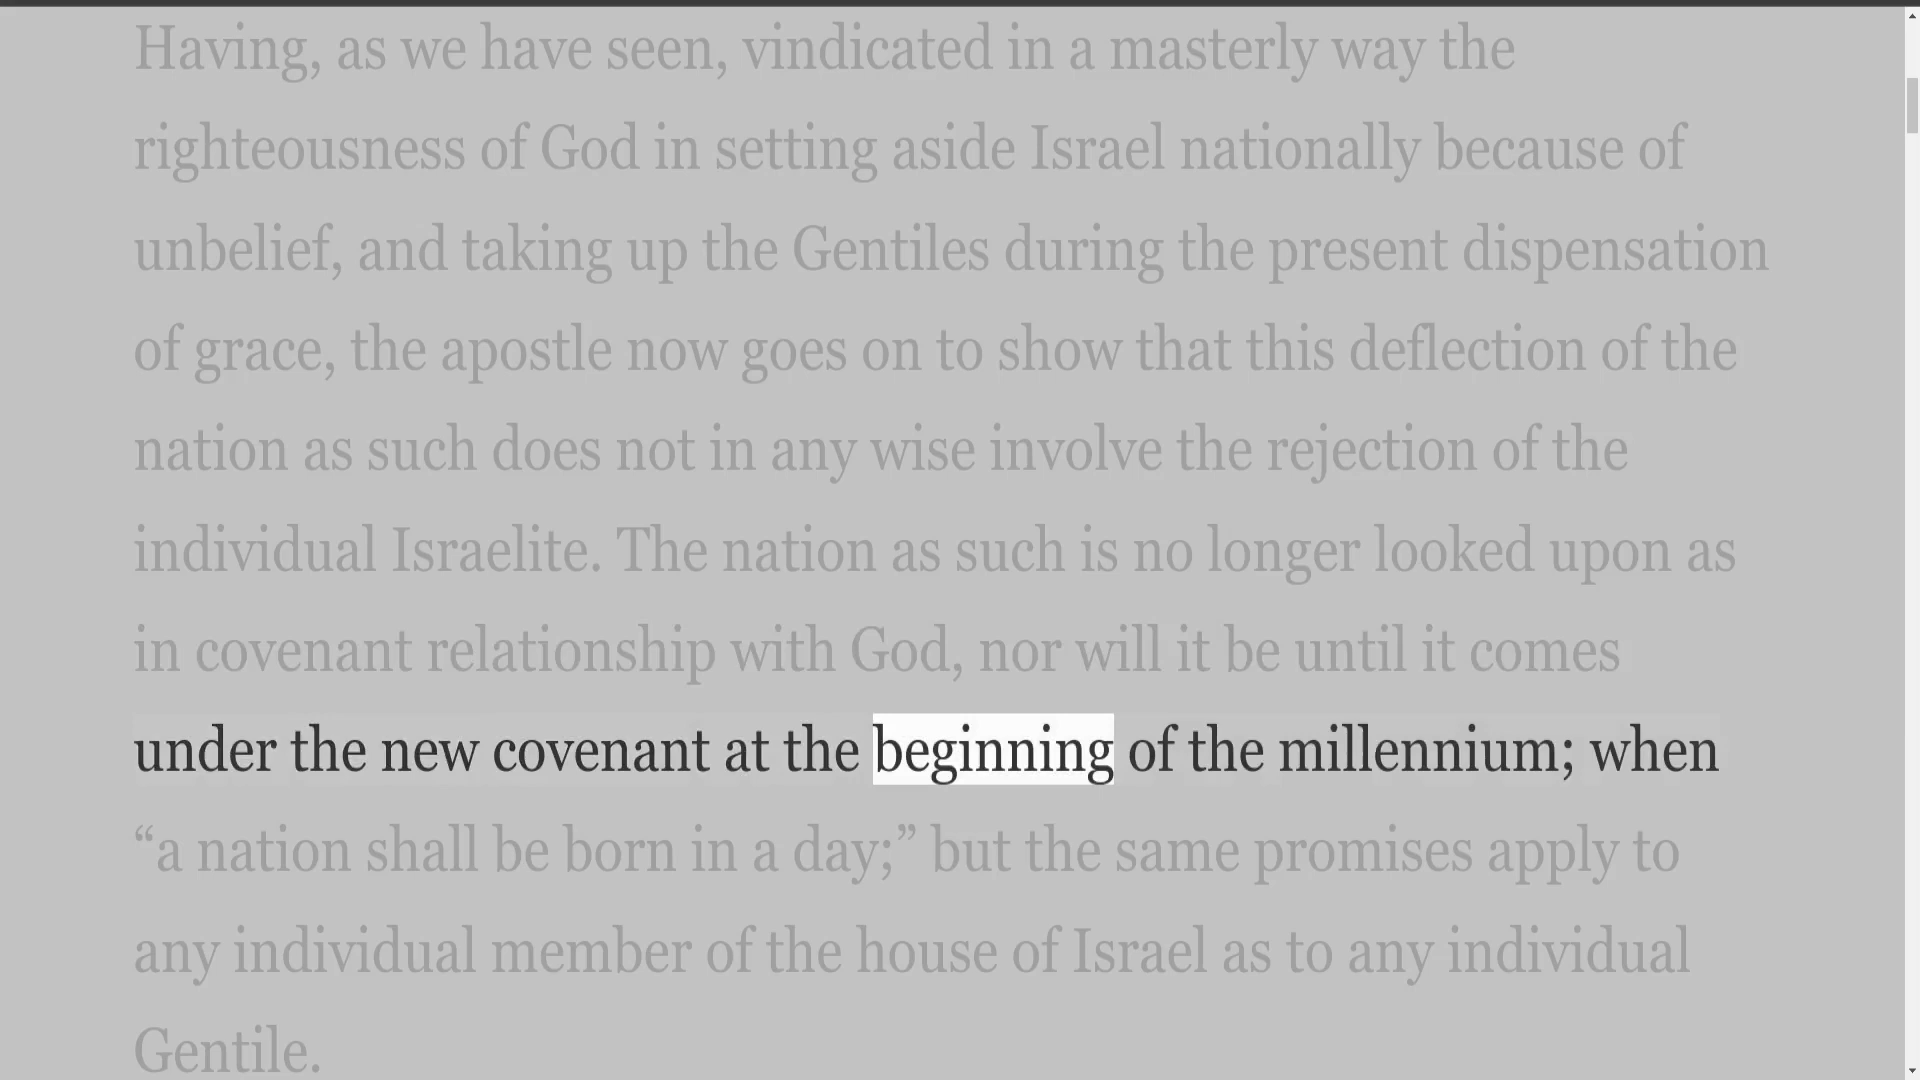 Having, as we have seen, vindicated in a masterly way the
righteousness of God in setting aside Israel nationally because of
unbelief, and taking up the Gentiles during the present dispensation
of grace, the apostle now goes on to show that this deflection of the
nation as such does not in any wise involve the rejection of the
individual Israelite. The nation as such is no longer looked upon as
in covenant relationship with God, nor will it be until it comes
under the new covenant at the beginning of the millennium; when
“a nation shall be born in a day;” but the same promises apply to
any individual member of the house of Israel as to any individual
Gentile.